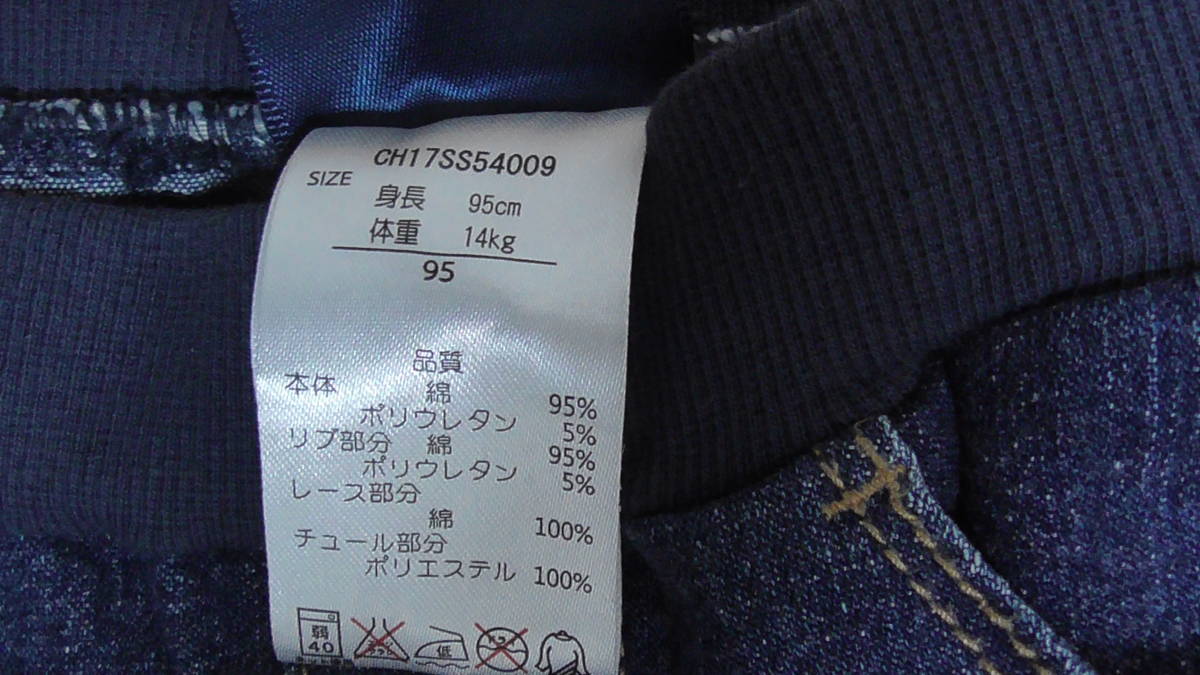 CH17SS54009
SIZE 身長 95cm
体重 14kg
95
品質
本体 綿 95%
ポリウレタン 5%
リブ部分 綿 95%
ポリウレタン 5%
レース部分
綿 100%
チュール部分
ポリエステル 100%
弱 40 低